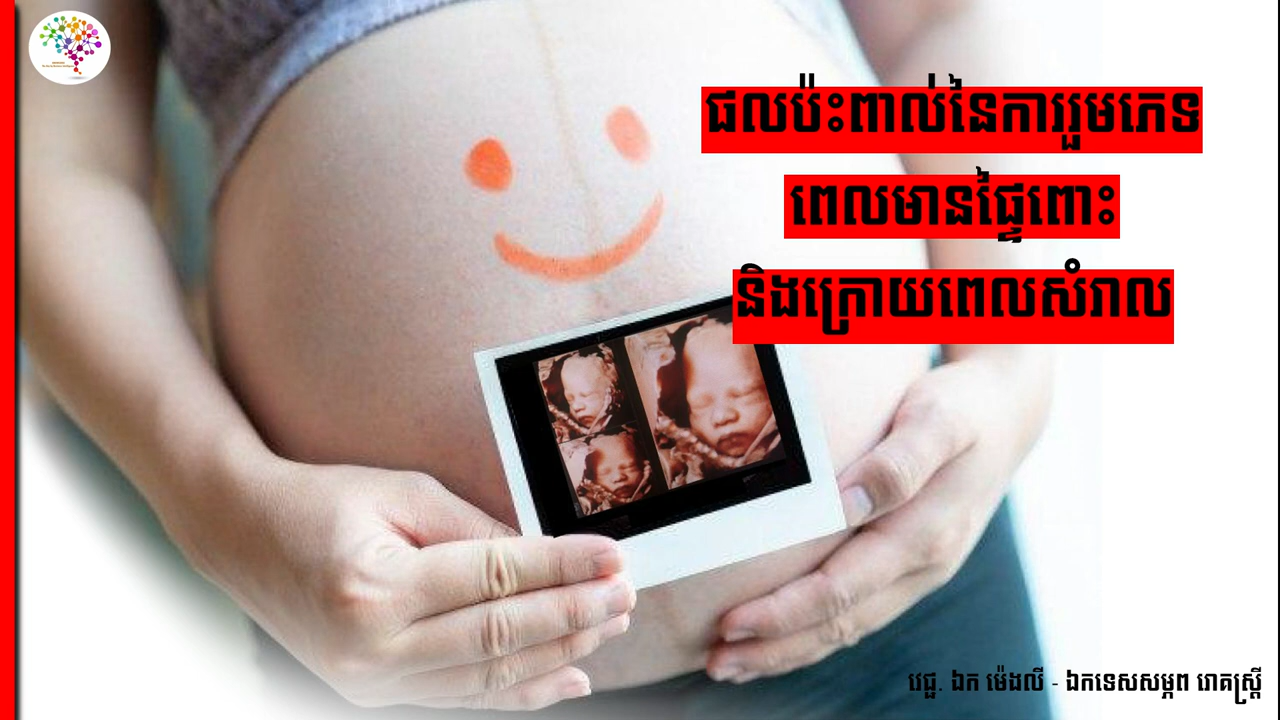 ផលប៉ះពាល់នៃការរួមភេទ
ពេលមានផ្ទៃពោះ
និងក្រោយពេលសំរាល
វេជ្ជ. ឯក ម៉េងលី - ឯកទេសសម្ភព រោគស្ត្រី